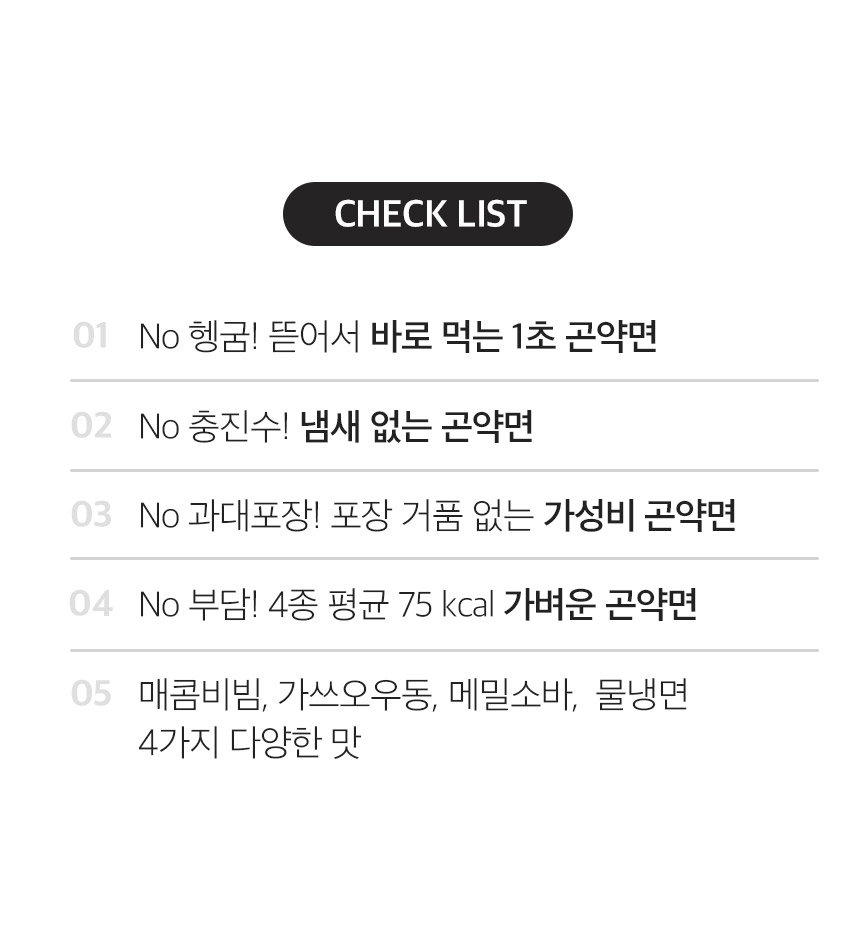 CHECK LIST
01 No 헹굼! 뜯어서 바로 먹는 1초 곤약면
02 No 충진수! 냄새 없는 곤약면
03 No 과대포장! 포장 거품 없는 가성비 곤약면
04 No 부담! 4종 평균 75 kcal 가벼운 곤약면
05 매콤비빔, 가쓰오우동, 메밀소바, 물냉면
4가지 다양한 맛